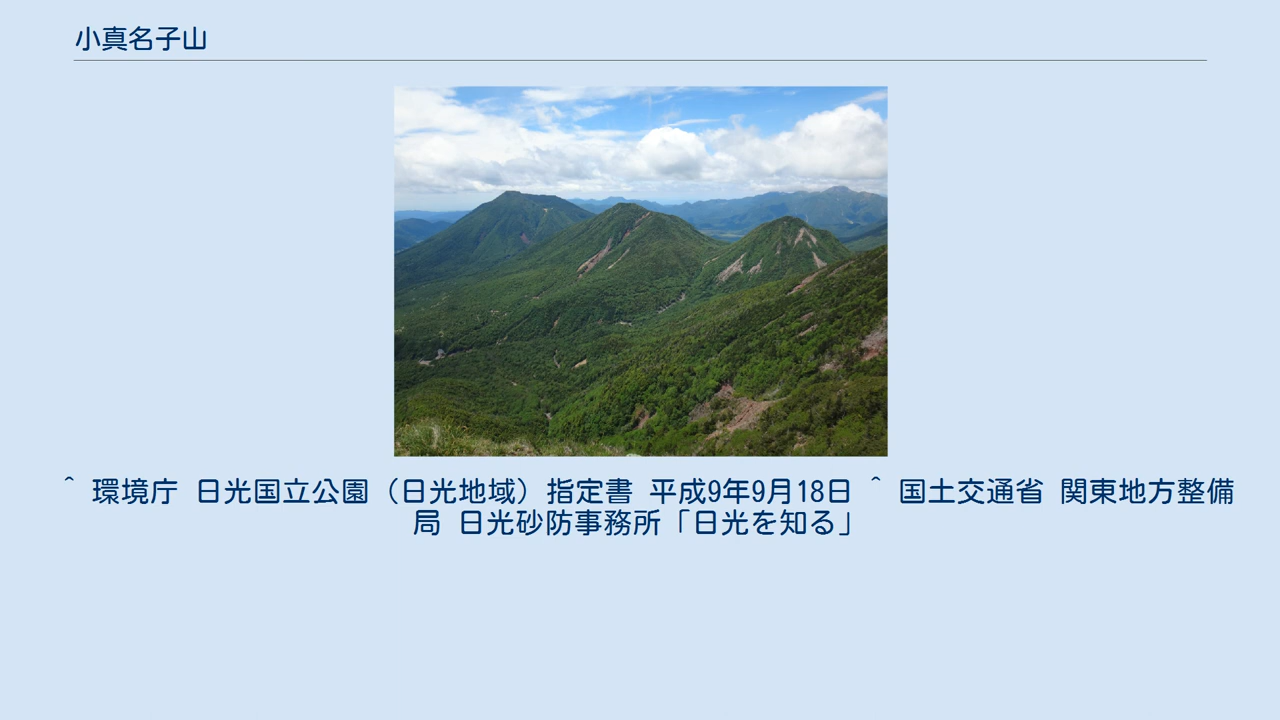 小真名子山
^ 環境庁 日光国立公園（日光地域）指定書 平成9年9月18日 ^ 国土交通省 関東地方整備
局 日光砂防事務所「日光を知る」